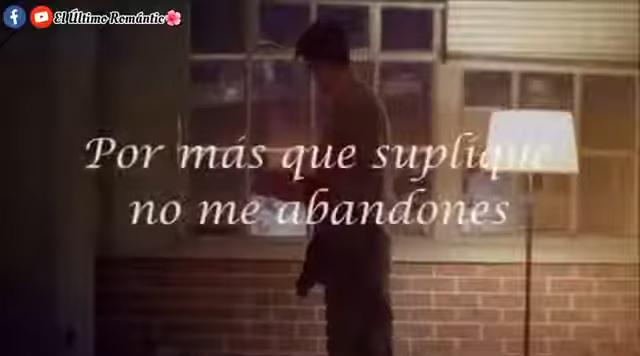 El Último Romántic🌸
Por más que suplique
no me abandones